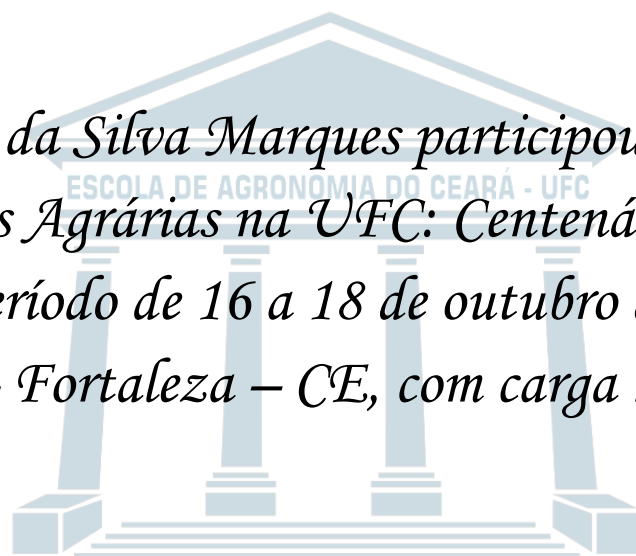 da Silva Marques participou
ESCOLA DE AGRONOMIA DO CEARÁ - UFC
s Agrárias na UFC: Centená
eríodo de 16 a 18 de outubro
Fortaleza – CE, com carga